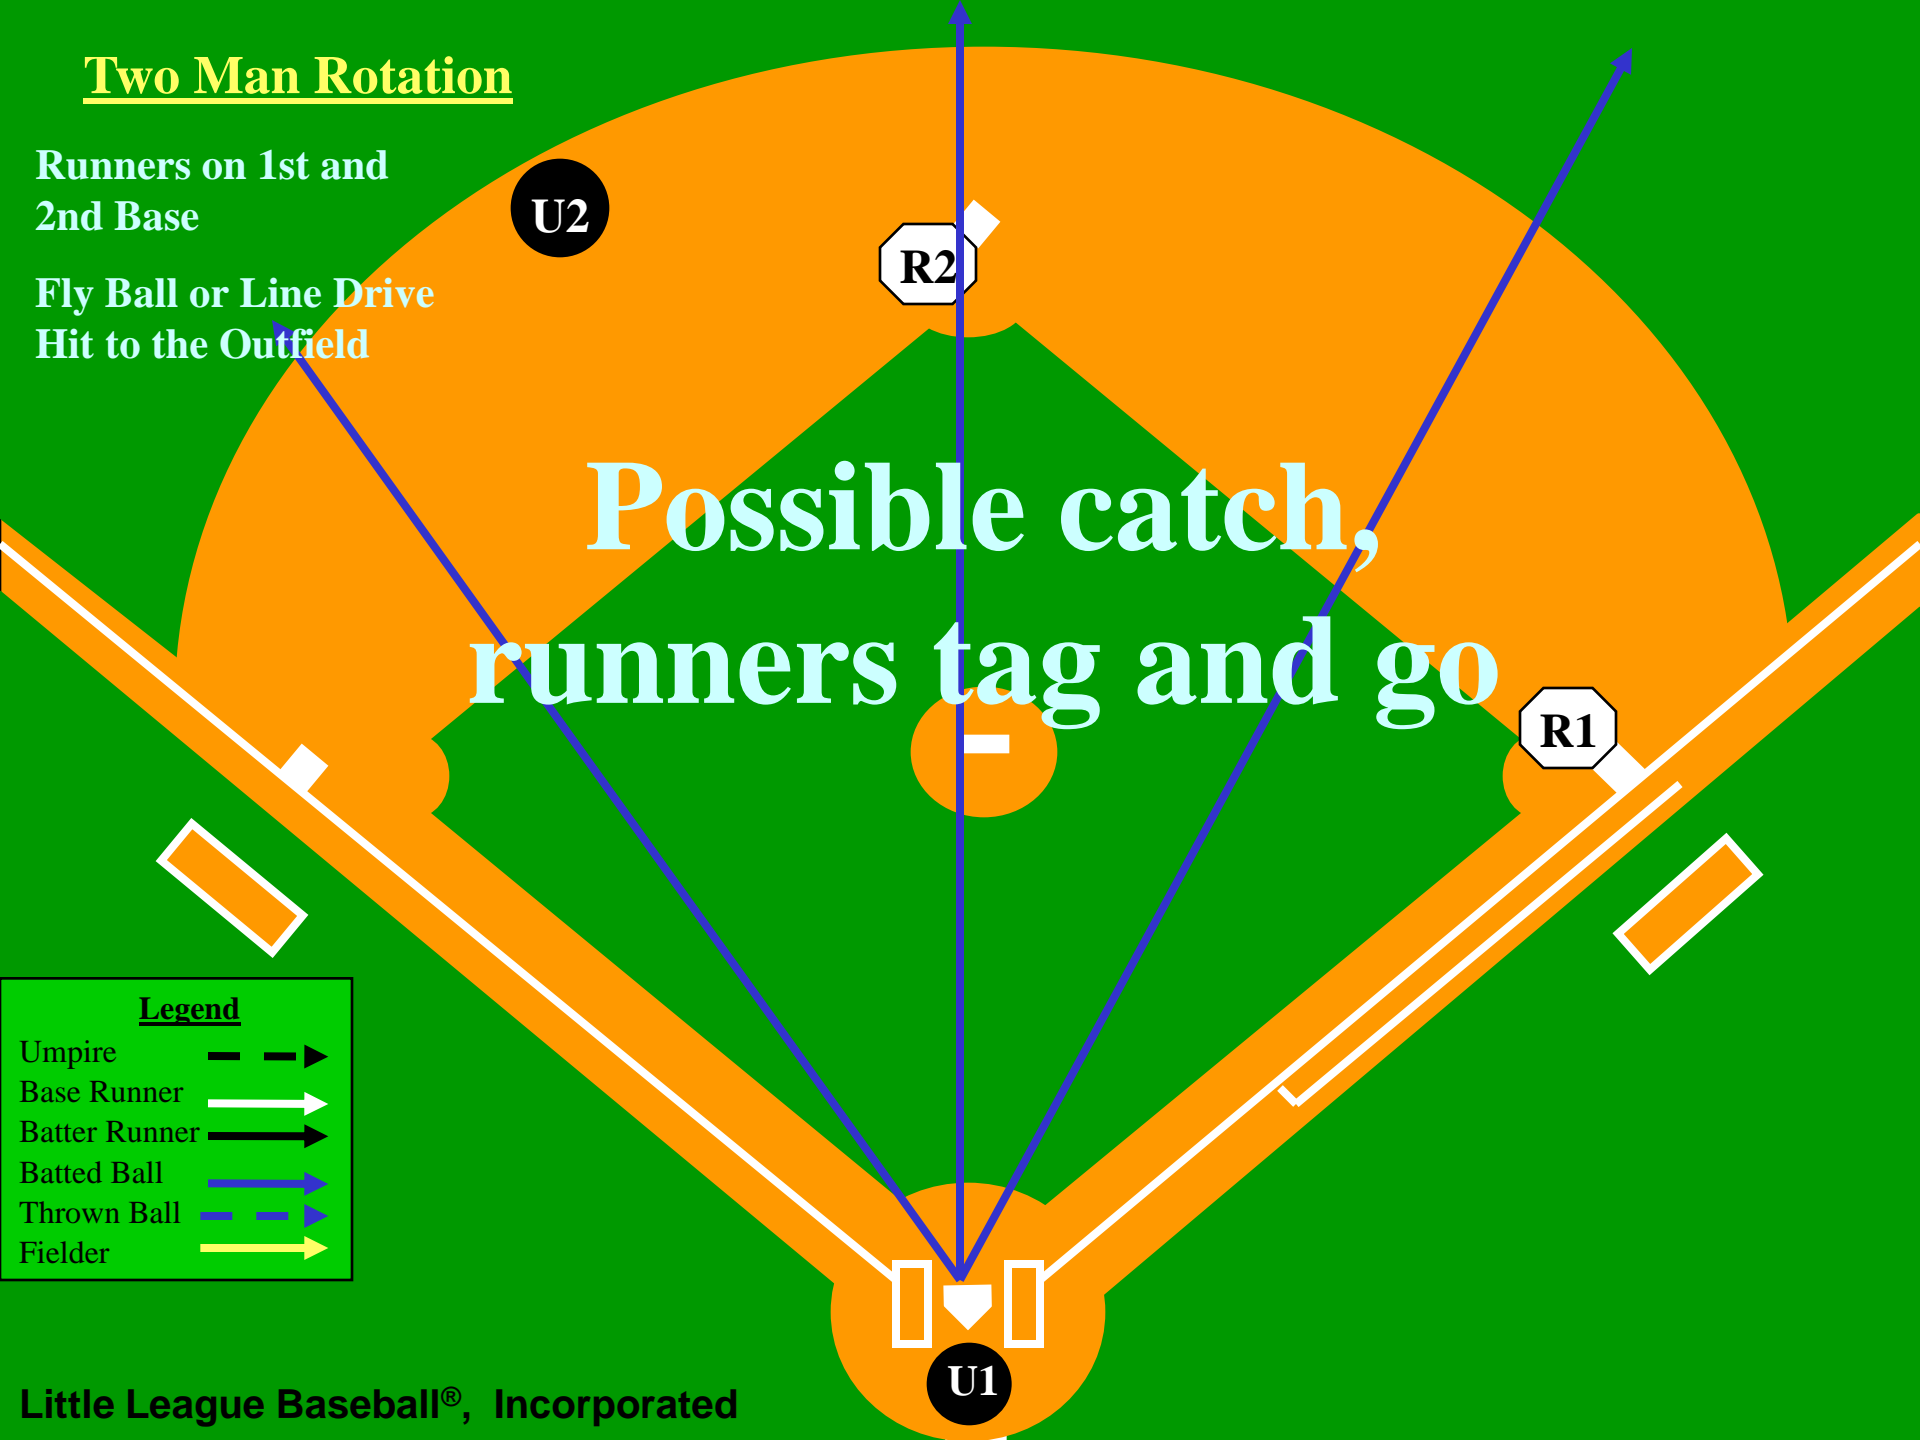 Two Man Rotation
Runners on 1st and
2nd Base
Fly Ball or Line Drive
Hit to the Outfield
U2
R2
Possible catch,
runners tag and go
R1
Legend
Umpire
Base Runner
Batter Runner
Batted Ball
Thrown Ball
Fielder
U1
Little League Baseball®, Incorporated